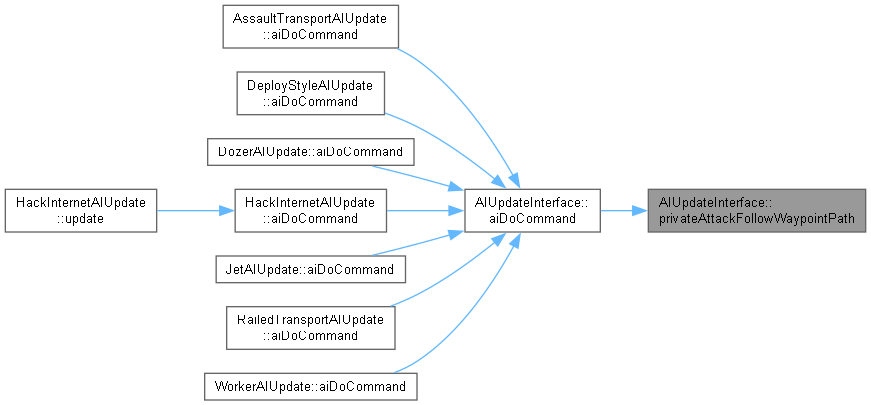 AssaultTransportAIUpdate
::aiDoCommand
DeployStyleAIUpdate
::aiDoCommand
DozerAIUpdate::aiDoCommand
HackInternetAIUpdate
::update
HackInternetAIUpdate
::aiDoCommand
AIUpdateInterface::
aiDoCommand
AIUpdateInterface::
privateAttackFollowWaypointPath
JetAIUpdate::aiDoCommand
RailedTransportAIUpdate
::aiDoCommand
WorkerAIUpdate::aiDoCommand